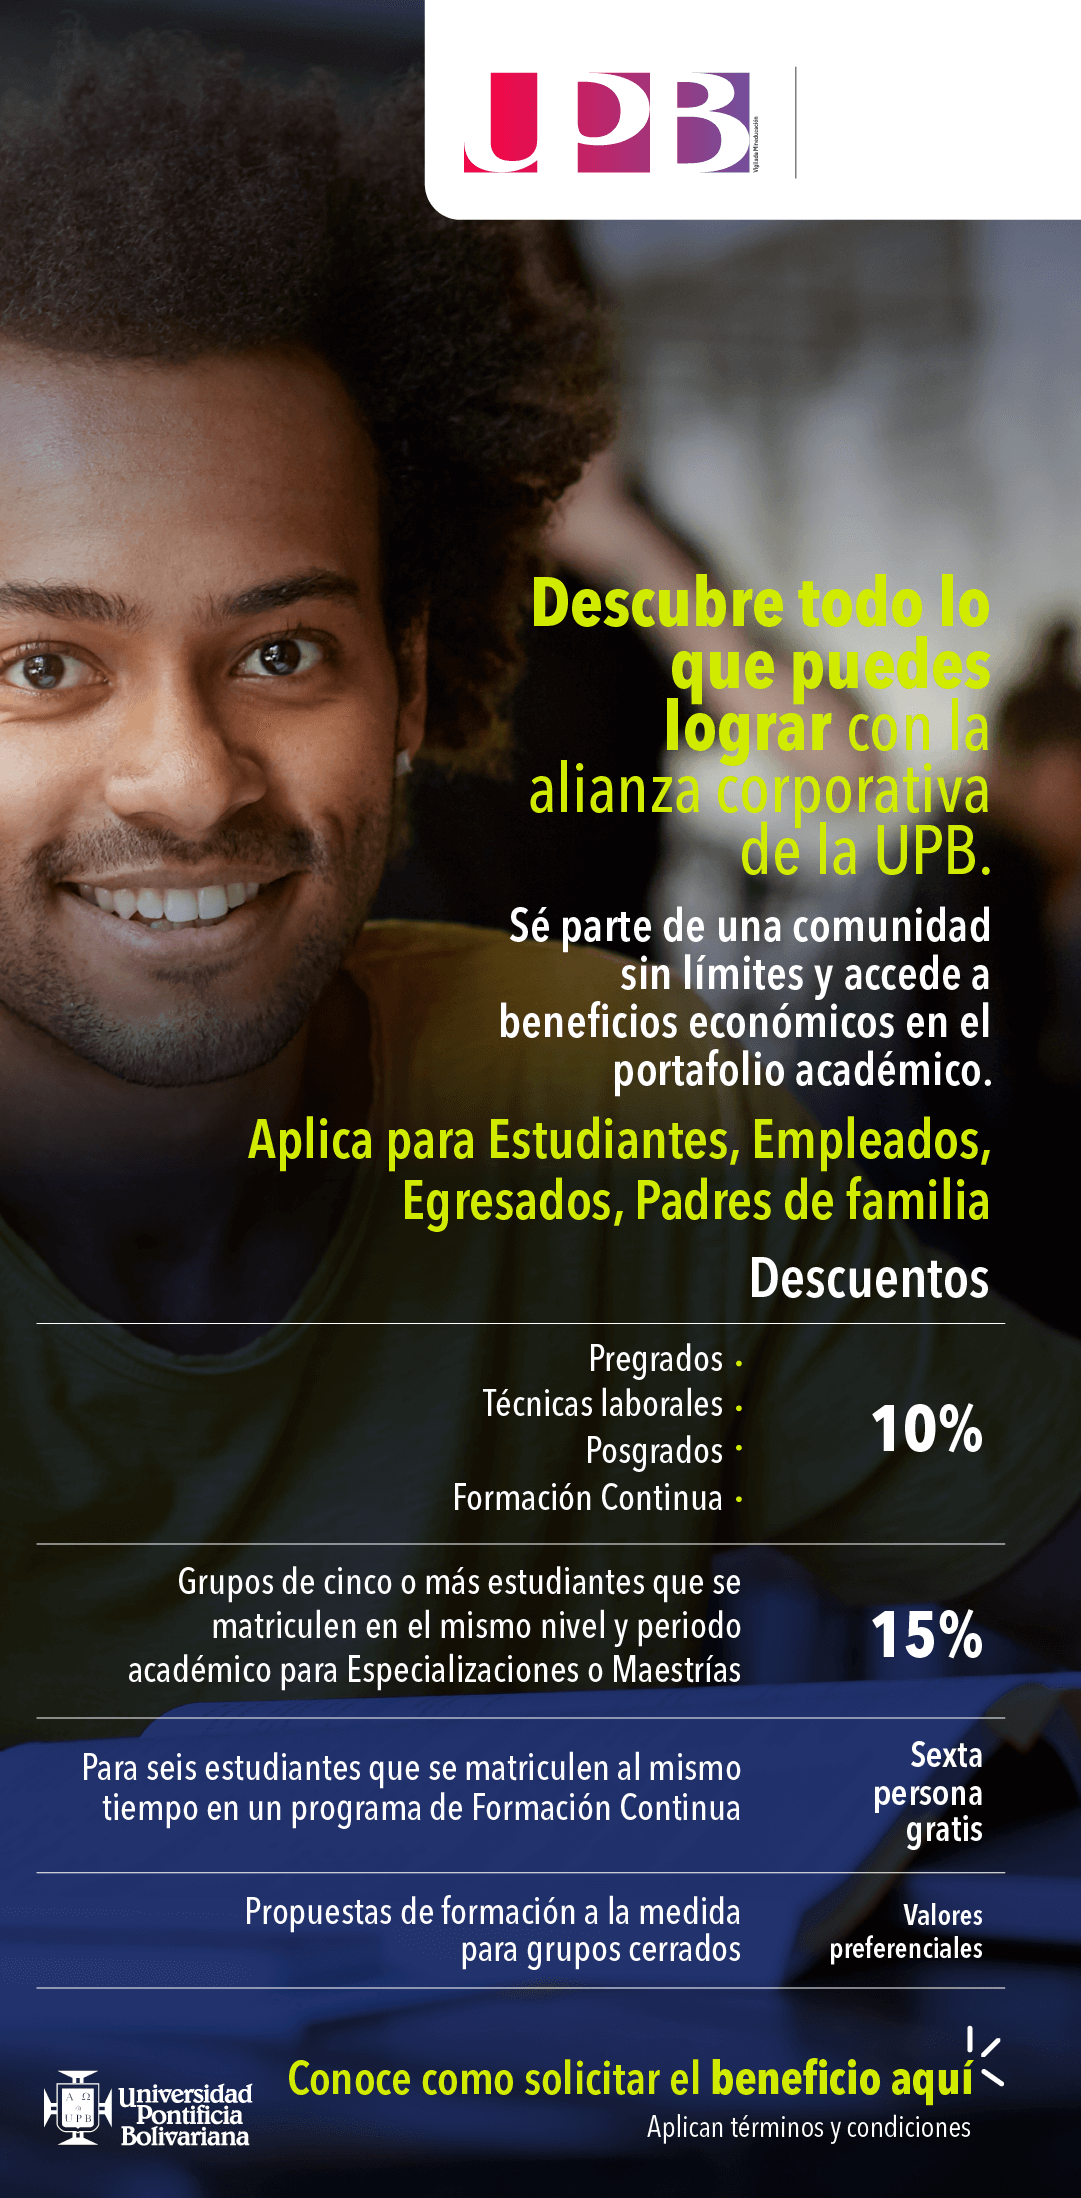 UPB
Vigilada Mineducación
Descubre todo lo
que puedes
lograr con la
alianza corporativa
de la UPB.
Sé parte de una comunidad
sin límites y accede a
beneficios económicos en el
portafolio académico.
Aplica para Estudiantes, Empleados,
Egresados, Padres de familia
Descuentos
Pregrados •
Técnicas laborales •
Posgrados •
Formación Continua •
10%
Grupos de cinco o más estudiantes que se
matriculen en el mismo nivel y periodo
académico para Especializaciones o Maestrías
15%
Para seis estudiantes que se matriculen al mismo
tiempo en un programa de Formación Continua
Sexta
persona
gratis
Propuestas de formación a la medida
para grupos cerrados
Valores
preferenciales
Conoce como solicitar el beneficio aquí
Aplican términos y condiciones
A Ω
UPB
Universidad
Pontificia
Bolivariana